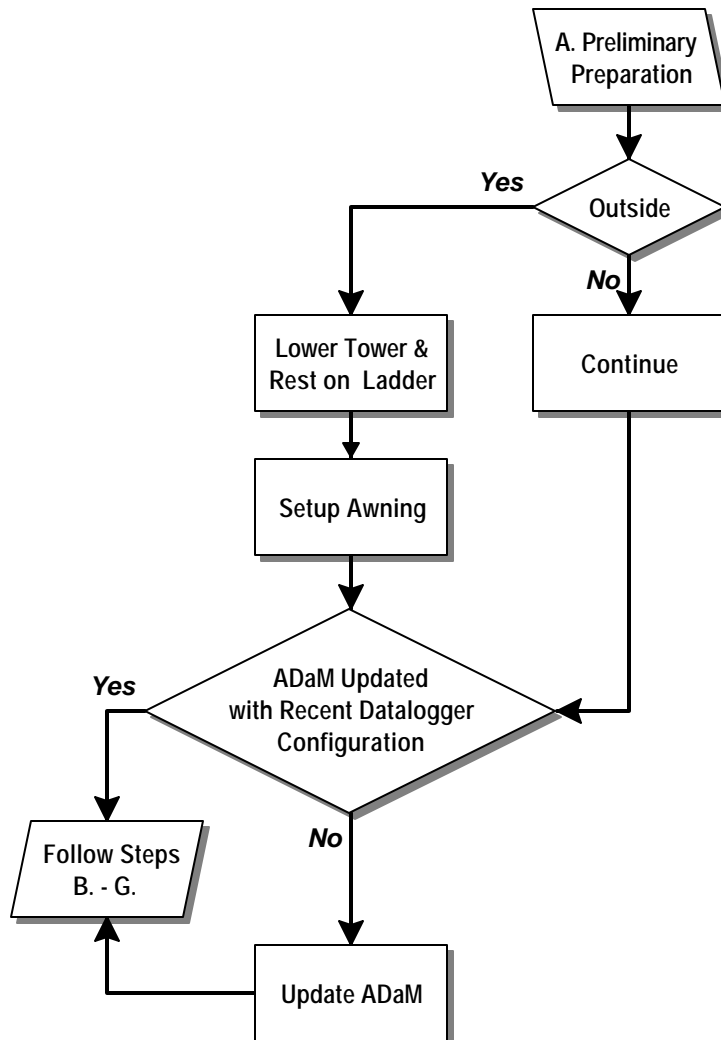 A. Preliminary
Preparation
Yes
Outside
No
Lower Tower &
Rest on Ladder
Continue
Setup Awning
ADaM Updated
with Recent Datalogger
Configuration
Yes
No
Follow Steps
B. - G.
Update ADaM